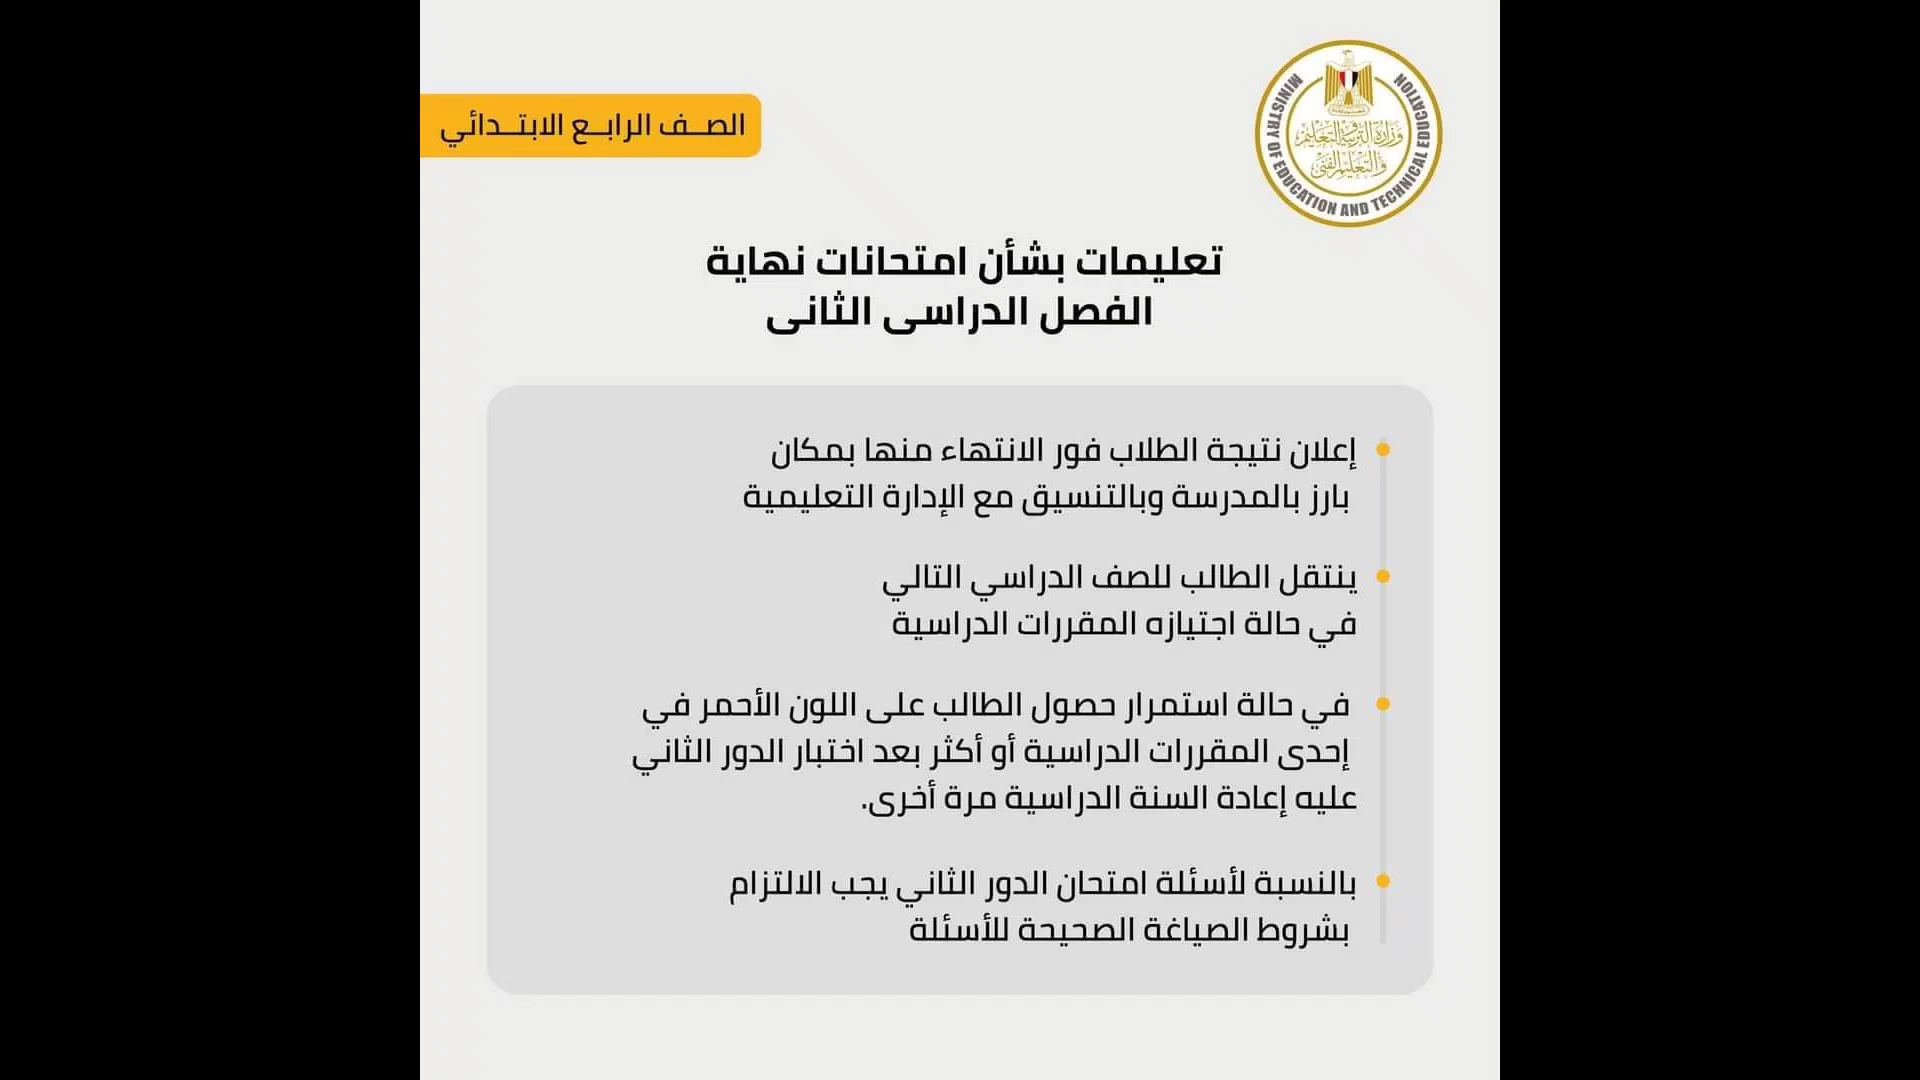 MINISTRY OF EDUCATION AND TECHNICAL EDUCATION
وزارة التربية والتعليم
والتعليم الفني
الصــف الرابــع الابتــدائي
تعليمات بشأن امتحانات نهاية
الفصل الدراسى الثانى
إعلان نتيجة الطلاب فور الانتهاء منها بمكان
بارز بالمدرسة وبالتنسيق مع الإدارة التعليمية
ينتقل الطالب للصف الدراسي التالي
في حالة اجتيازه المقررات الدراسية
في حالة استمرار حصول الطالب على اللون الأحمر في
إحدى المقررات الدراسية أو أكثر بعد اختبار الدور الثاني
عليه إعادة السنة الدراسية مرة أخرى.
بالنسبة لأسئلة امتحان الدور الثاني يجب الالتزام
بشروط الصياغة الصحيحة للأسئلة